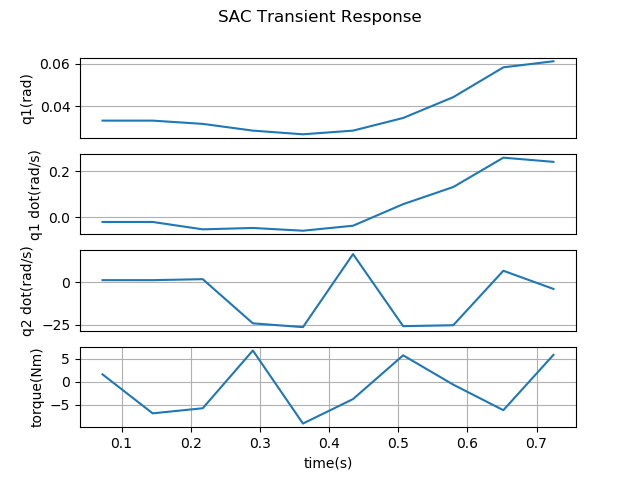 SAC Transient Response
q1(rad)
0.06
0.04
q1 dot(rad/s)
0.2
0.0
q2 dot(rad/s)
0
−25
torque(Nm)
5
0
−5
0.1 0.2 0.3 0.4 0.5 0.6 0.7
time(s)